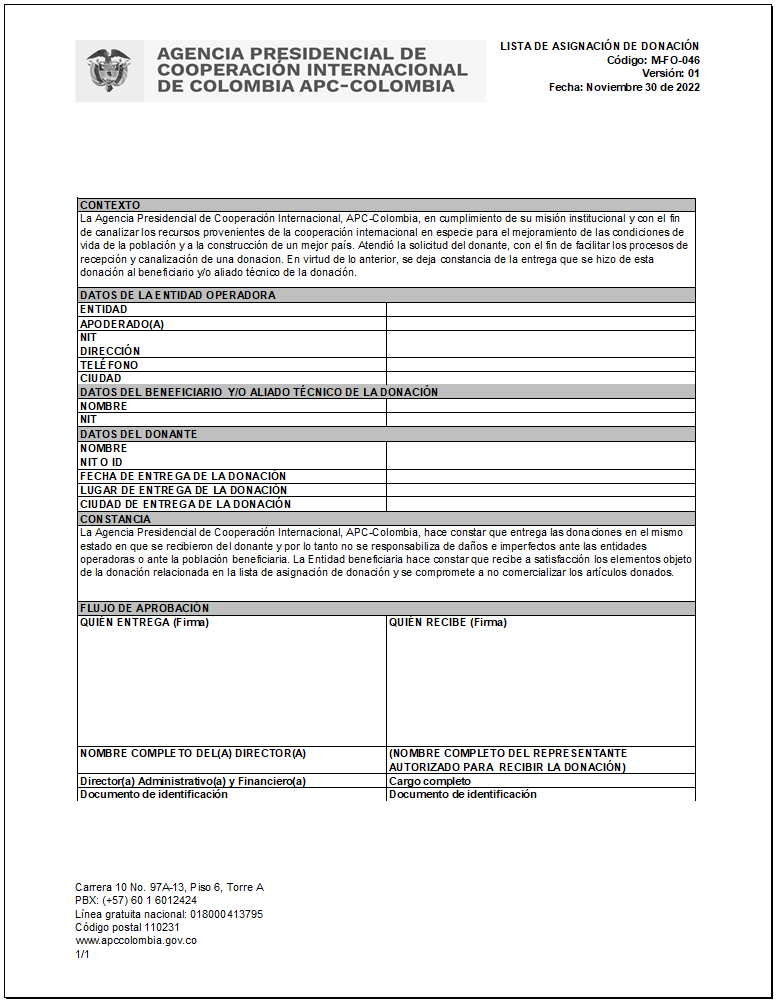 AGENCIA PRESIDENCIAL DE
COOPERACIÓN INTERNACIONAL
DE COLOMBIA APC-COLOMBIA
LISTA DE ASIGNACIÓN DE DONACIÓN
Código: M-FO-046
Versión: 01
Fecha: Noviembre 30 de 2022
CONTEXTO
La Agencia Presidencial de Cooperación Internacional, APC-Colombia, en cumplimiento de su misión institucional y con el fin
de canalizar los recursos provenientes de la cooperación internacional en especie para el mejoramiento de las condiciones de
vida de la población y a la construcción de un mejor país. Atendió la solicitud del donante, con el fin de facilitar los procesos de
recepción y canalización de una donacion. En virtud de lo anterior, se deja constancia de la entrega que se hizo de esta
donación al beneficiario y/o aliado técnico de la donación.
DATOS DE LA ENTIDAD OPERADORA
ENTIDAD
APODERADO(A)
NIT
DIRECCIÓN
TELÉFONO
CIUDAD
DATOS DEL BENEFICIARIO Y/O ALIADO TÉCNICO DE LA DONACIÓN
NOMBRE
NIT
DATOS DEL DONANTE
NOMBRE
NIT O ID
FECHA DE ENTREGA DE LA DONACIÓN
LUGAR DE ENTREGA DE LA DONACIÓN
CIUDAD DE ENTREGA DE LA DONACIÓN
CONSTANCIA
La Agencia Presidencial de Cooperación Internacional, APC-Colombia, hace constar que entrega las donaciones en el mismo
estado en que se recibieron del donante y por lo tanto no se responsabiliza de daños e imperfectos ante las entidades
operadoras o ante la población beneficiaria. La Entidad beneficiaria hace constar que recibe a satisfacción los elementos objeto
de la donación relacionada en la lista de asignación de donación y se compromete a no comercializar los artículos donados.
FLUJO DE APROBACIÓN
QUIÉN ENTREGA (Firma)
QUIÉN RECIBE (Firma)
NOMBRE COMPLETO DEL(A) DIRECTOR(A)
(NOMBRE COMPLETO DEL REPRESENTANTE
AUTORIZADO PARA RECIBIR LA DONACIÓN)
Director(a) Administrativo(a) y Financiero(a)
Cargo completo
Documento de identificación
Documento de identificación
Carrera 10 No. 97A-13, Piso 6, Torre A
PBX: (+57) 60 1 6012424
Línea gratuita nacional: 018000413795
Código postal 110231
www.apccolombia.gov.co
1/1